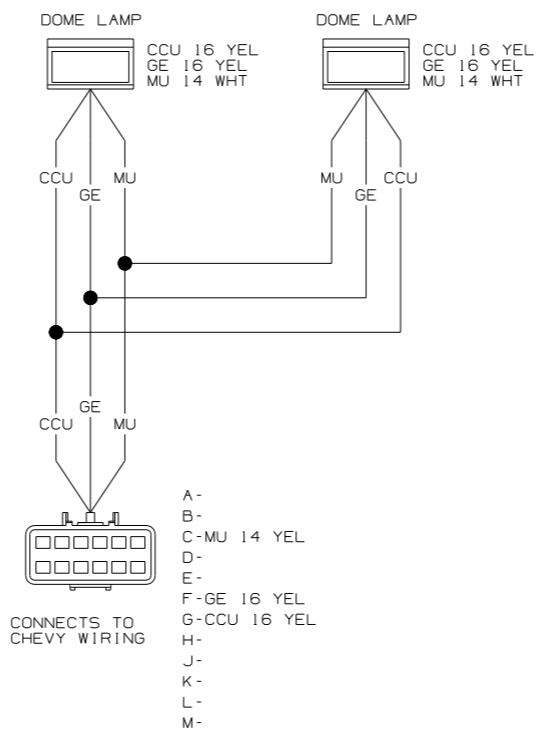 DOME LAMP
CCU 16 YEL
GE 16 YEL
MU 14 WHT
DOME LAMP
CCU 16 YEL
GE 16 YEL
MU 14 WHT
CCU
GE
MU
MU
GE
CCU
CCU
GE
MU
CONNECTS TO
CHEVY WIRING
A-
B-
C-MU 14 YEL
D-
E-
F-GE 16 YEL
G-CCU 16 YEL
H-
J-
K-
L-
M-